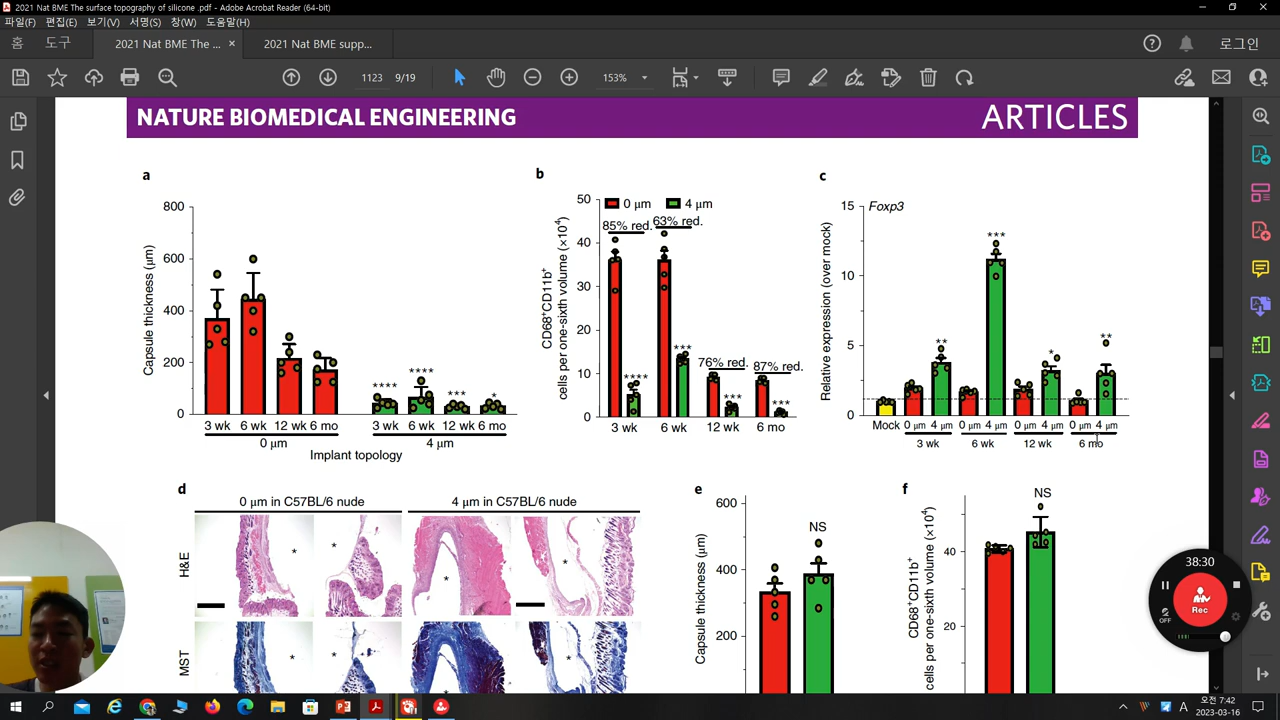 2021 Nat BME The surface topography of silicone .pdf - Adobe Acrobat Reader (64-bit)
파일(F) 편집(E) 보기(V) 서명(S) 창(W) 도움말(H)
홈 도구 2021 Nat BME The ... × 2021 Nat BME supp... 로그인
1123 9/19 153%
NATURE BIOMEDICAL ENGINEERING ARTICLES
a
800
600
400
200
0
Capsule thickness (μm)
**** **** *** *
3 wk 6 wk 12 wk 6 mo 3 wk 6 wk 12 wk 6 mo
0 μm 4 μm
Implant topology
b
50
40
30
20
10
0
CD68⁺CD11b⁺
cells per one-sixth volume (×10⁴)
0 μm 4 μm
85% red. 63% red.
76% red. 87% red.
**** *** *** ***
3 wk 6 wk 12 wk 6 mo
c
15
10
5
0
Relative expression (over mock)
Foxp3
** *** * **
Mock 0 μm 4 μm 0 μm 4 μm 0 μm 4 μm 0 μm 4 μm
3 wk 6 wk 12 wk 6 mo
d
0 μm in C57BL/6 nude 4 μm in C57BL/6 nude
H&E
* * * *
MST
* * * *
e
600
400
200
Capsule thickness (μm)
NS
f
40
20
CD68⁺CD11b⁺
cells per one-sixth volume (×10⁴)
NS
38:30
Rec
OFF
A 오전 7:42
2023-03-16